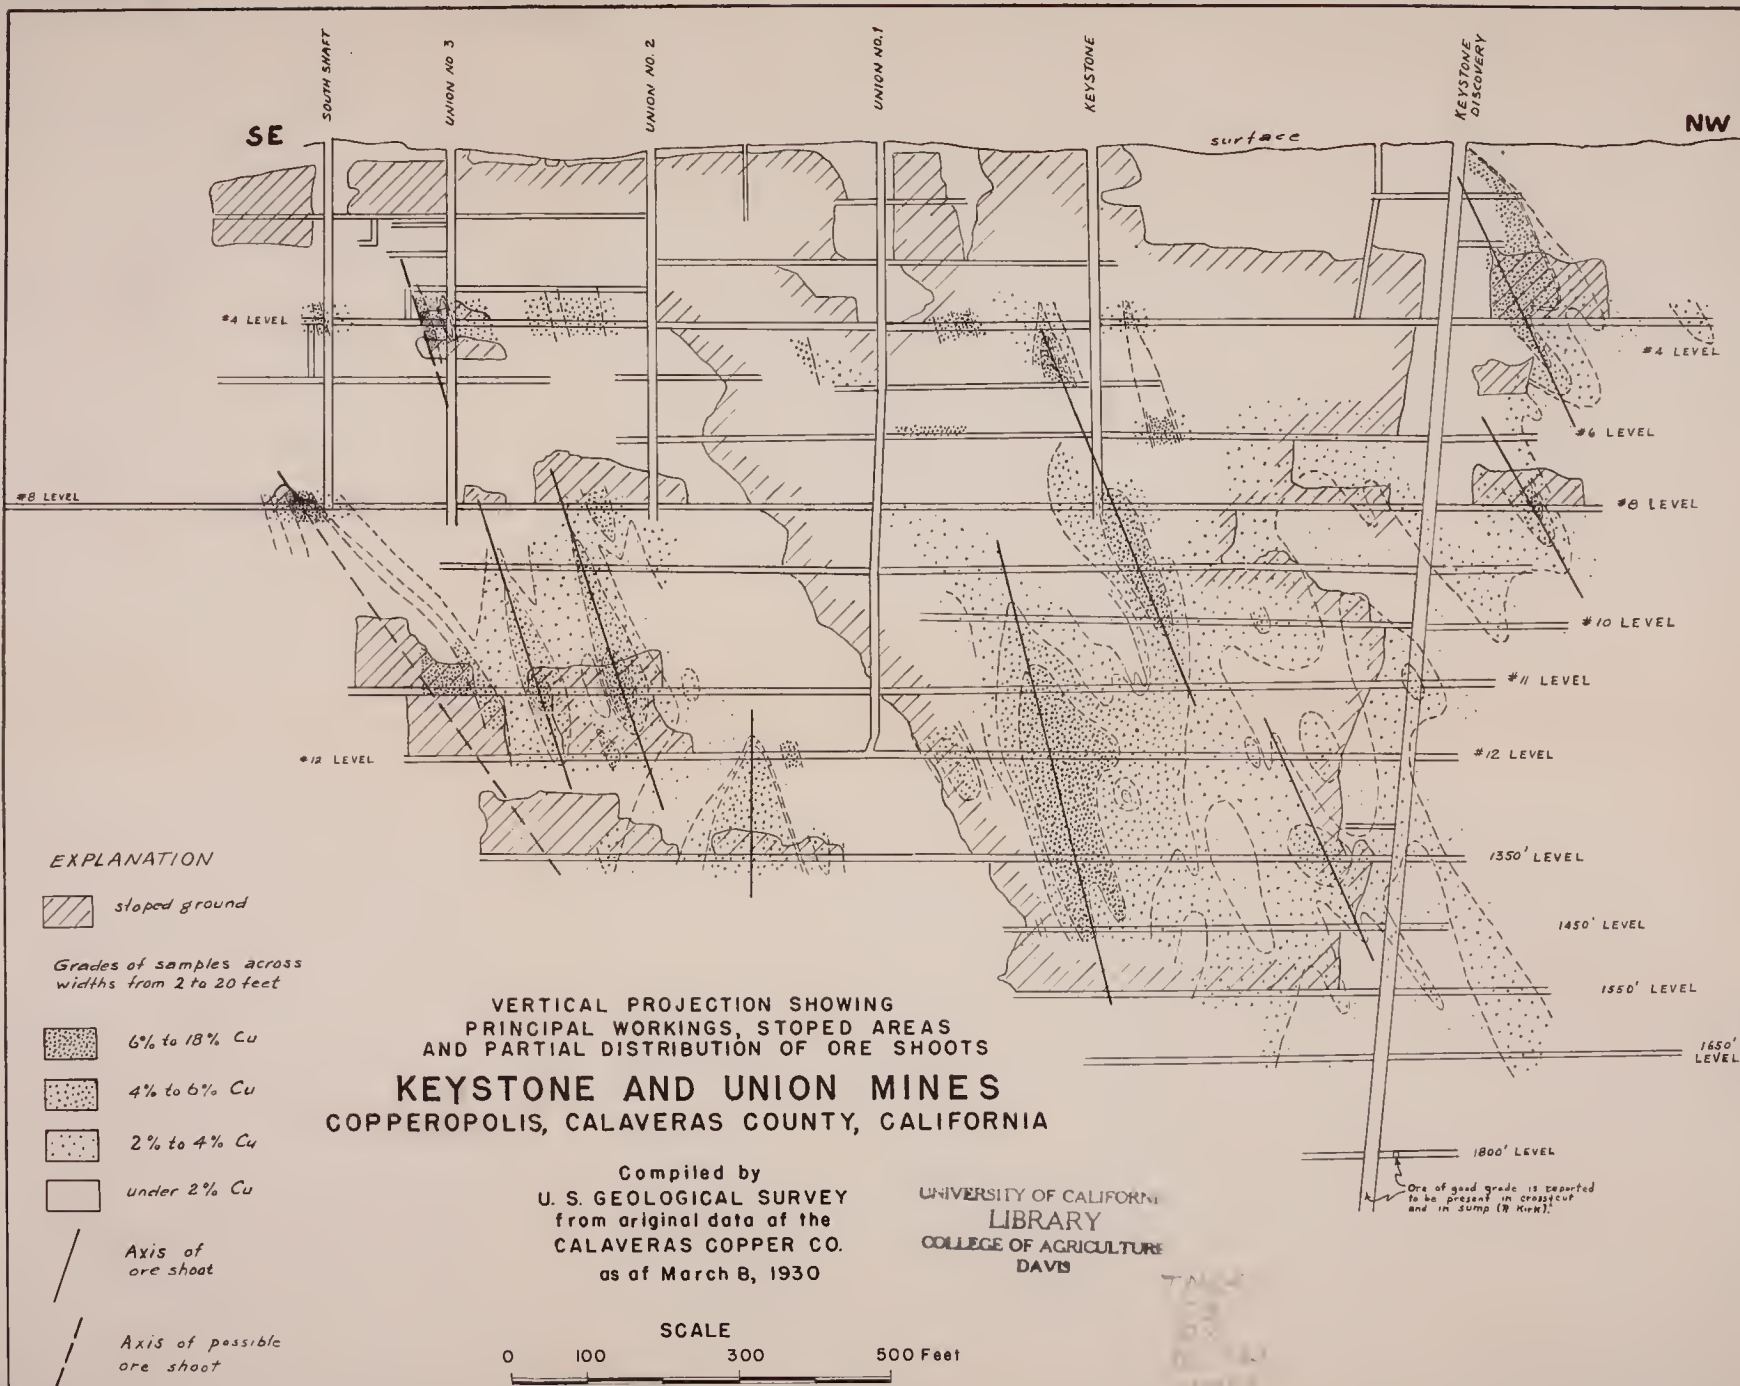 SOUTH SHAFT
UNION NO 3
UNION NO. 2
UNION NO.1
KEYSTONE
KEYSTONE
DISCOVERY
SE
NW
surface
#4 LEVEL
#4 LEVEL
#6 LEVEL
#8 LEVEL
#8 LEVEL
#10 LEVEL
#11 LEVEL
#12 LEVEL
#12 LEVEL
1350' LEVEL
1450' LEVEL
1550' LEVEL
1650'
LEVEL
1800' LEVEL
Ore of good grade is reported
to be present in crosscut
and in sump (R Kirk).
EXPLANATION
stoped ground
Grades of samples across
widths from 2 to 20 feet
6% to 18% Cu
4% to 6% Cu
2% to 4% Cu
under 2% Cu
Axis of
ore shoot
Axis of possible
ore shoot
VERTICAL PROJECTION SHOWING
PRINCIPAL WORKINGS, STOPED AREAS
AND PARTIAL DISTRIBUTION OF ORE SHOOTS
KEYSTONE AND UNION MINES
COPPEROPOLIS, CALAVERAS COUNTY, CALIFORNIA
Compiled by
U. S. GEOLOGICAL SURVEY
from original data of the
CALAVERAS COPPER CO.
as of March 8, 1930
UNIVERSITY OF CALIFORNI
LIBRARY
COLLEGE OF AGRICULTURE
DAVIS
SCALE
0 100 300 500 Feet